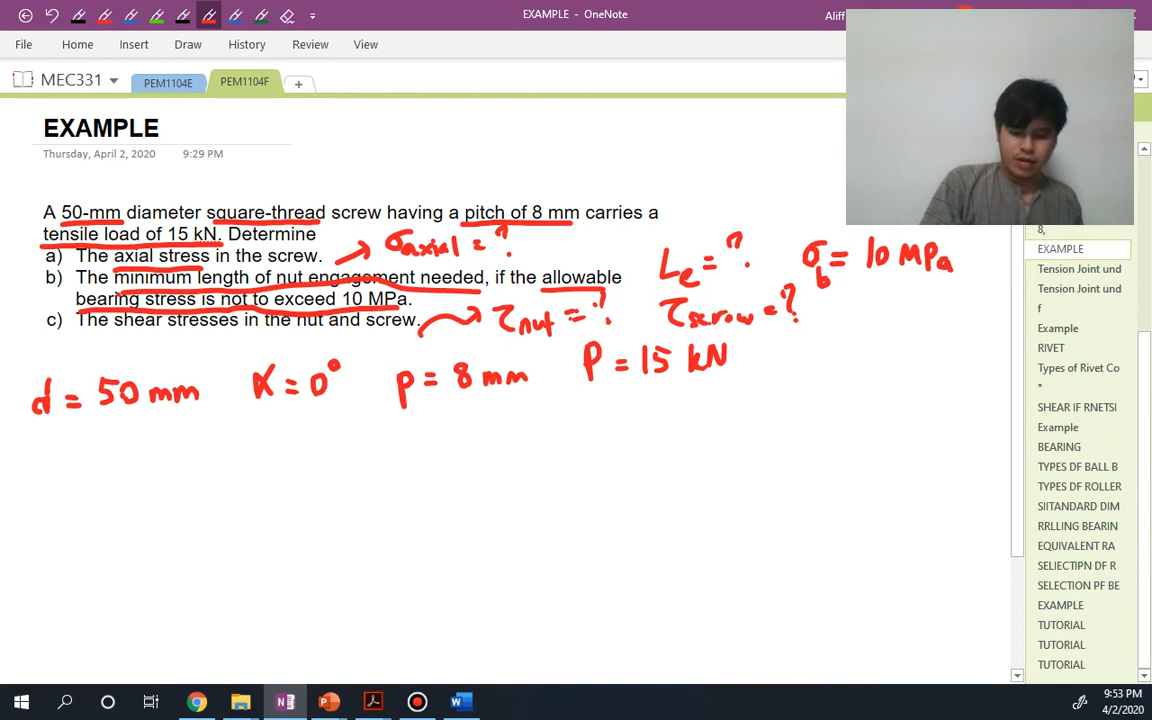 EXAMPLE - OneNote
Aliff
File Home Insert Draw History Review View
MEC331 PEM1104E PEM1104F
EXAMPLE
Thursday, April 2, 2020 9:29 PM
A 50-mm diameter square-thread screw having a pitch of 8 mm carries a
tensile load of 15 kN. Determine
a) The axial stress in the screw.
σaxial = ?
b) The minimum length of nut engagement needed, if the allowable
bearing stress is not to exceed 10 MPa.
Le = ? σb = 10 MPa
c) The shear stresses in the nut and screw.
τnut = ? τscrew = ?
d = 50 mm α = 0° p = 8 mm P = 15 kN
8,
EXAMPLE
Tension Joint und
Tension Joint und
f
Example
RIVET
Types of Rivet Co
*
SHEAR IF RNETSI
Example
BEARING
TYPES DF BALL B
TYPES DF ROLLER
SIITANDARD DIM
RRLLING BEARIN
EQUIVALENT RA
SELIECTIPN DF R
SELECTION PF BE
EXAMPLE
TUTORIAL
TUTORIAL
TUTORIAL
9:53 PM
4/2/2020